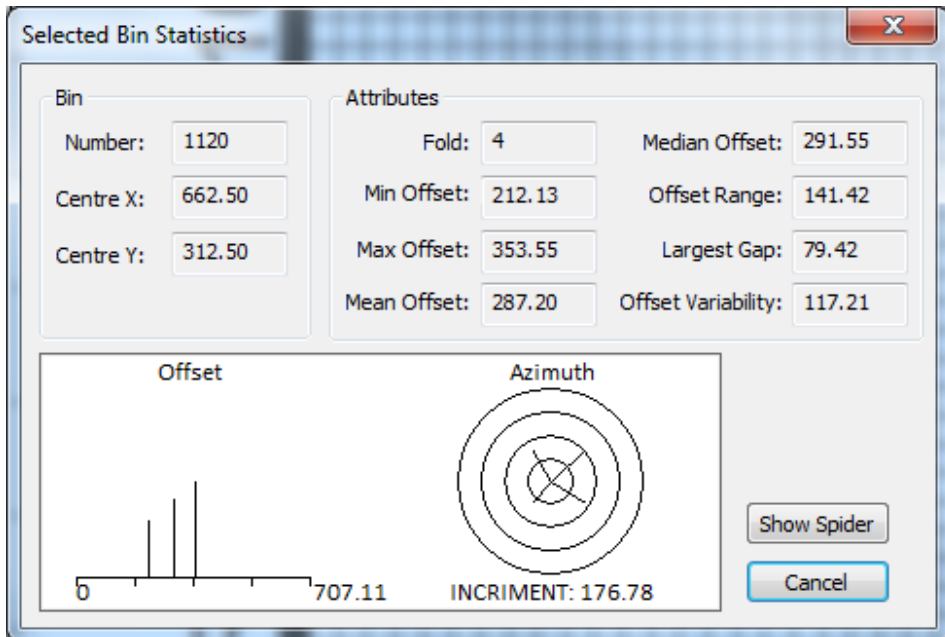 Selected Bin Statistics
Bin
Number: 1120
Centre X: 662.50
Centre Y: 312.50
Attributes
Fold: 4 Median Offset: 291.55
Min Offset: 212.13 Offset Range: 141.42
Max Offset: 353.55 Largest Gap: 79.42
Mean Offset: 287.20 Offset Variability: 117.21
Offset Azimuth
0 707.11 INCRIMENT: 176.78
Show Spider
Cancel